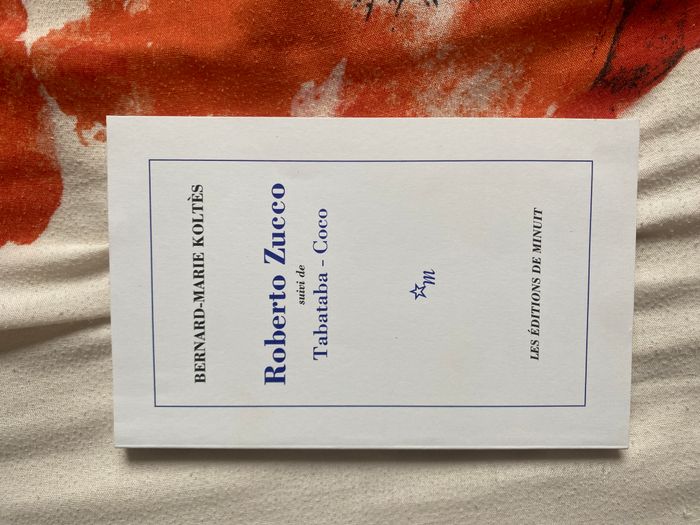 BERNARD-MARIE KOLTÈS
Roberto Zucco
suivi de
Tabataba - Coco
m
LES ÉDITIONS DE MINUIT